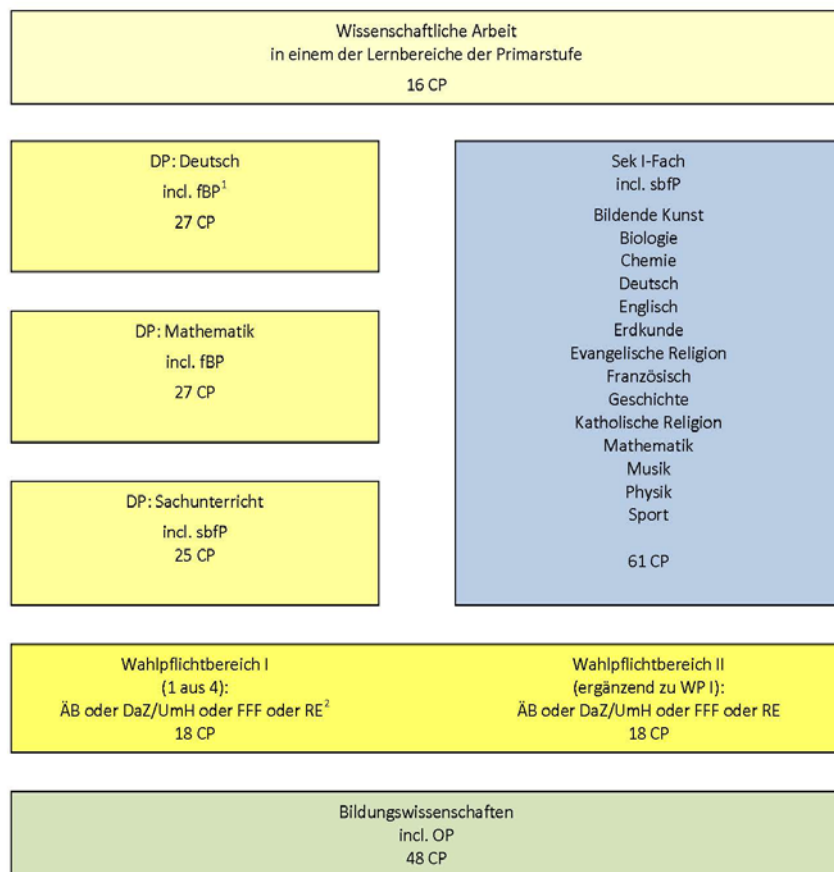 Wissenschaftliche Arbeit
in einem der Lernbereiche der Primarstufe
16 CP
DP: Deutsch
incl. fBP¹
27 CP
DP: Mathematik
incl. fBP
27 CP
DP: Sachunterricht
incl. sbfP
25 CP
Sek I-Fach
incl. sbfP
Bildende Kunst
Biologie
Chemie
Deutsch
Englisch
Erdkunde
Evangelische Religion
Französisch
Geschichte
Katholische Religion
Mathematik
Musik
Physik
Sport
61 CP
Wahlpflichtbereich I
(1 aus 4):
ÄB oder DaZ/UmH oder FFF oder RE²
18 CP
Wahlpflichtbereich II
(ergänzend zu WP I):
ÄB oder DaZ/UmH oder FFF oder RE
18 CP
Bildungswissenschaften
incl. OP
48 CP